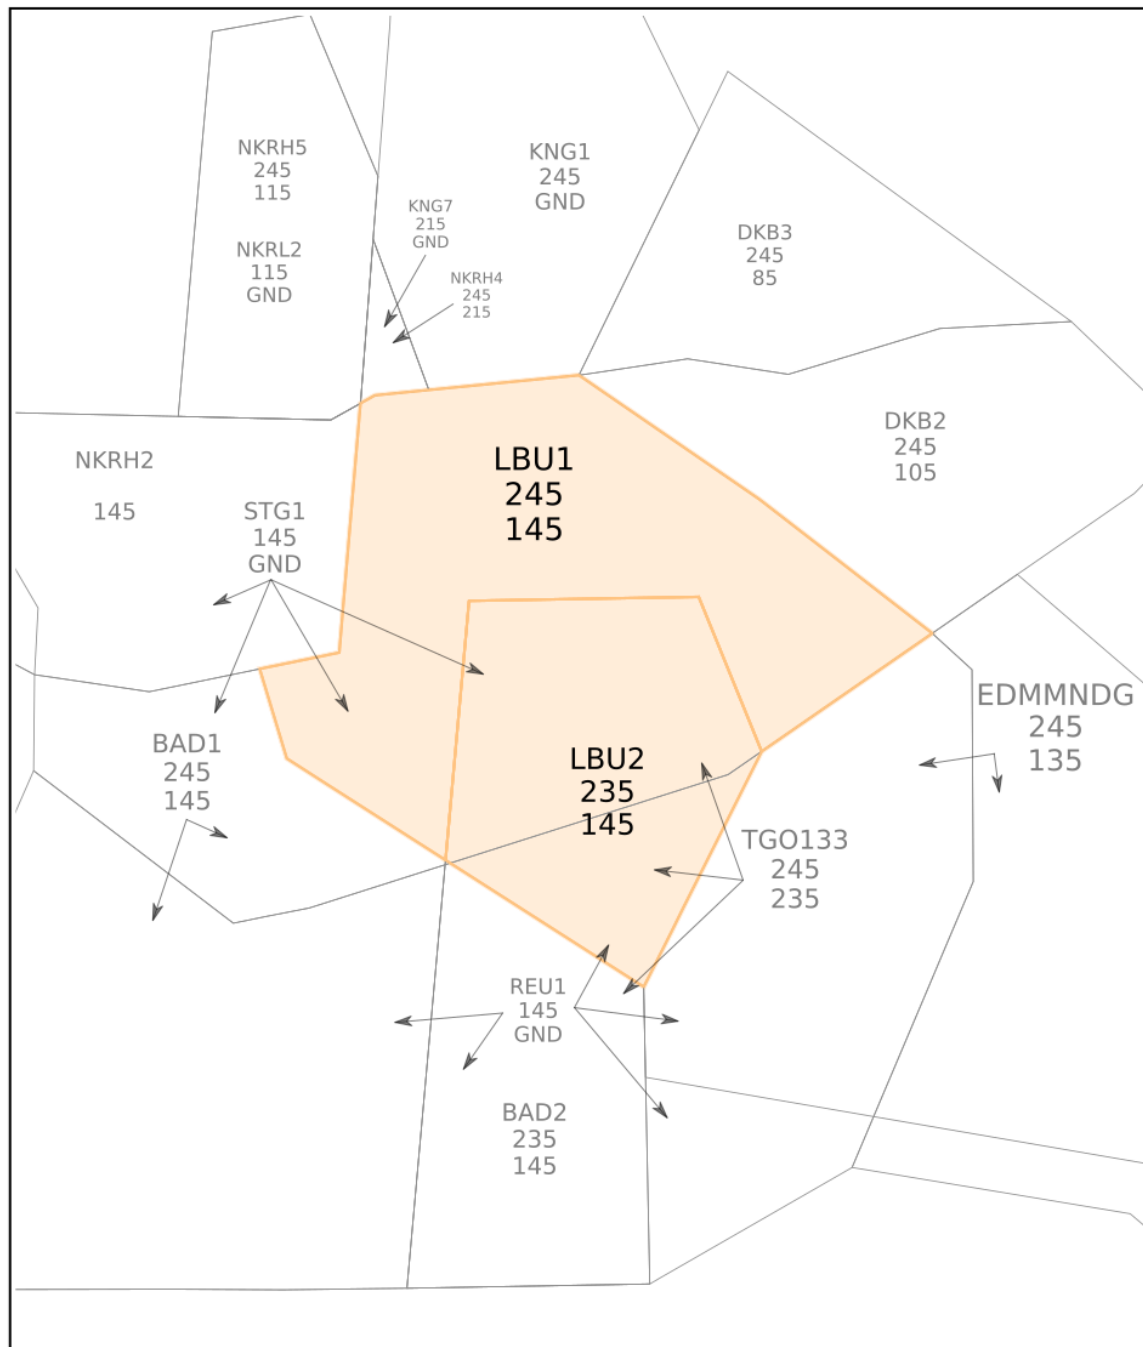 NKRH5
245
115
NKRL2
115
GND
KNG7
215
GND
NKRH4
245
215
KNG1
245
GND
DKB3
245
85
DKB2
245
105
NKRH2
145
STG1
145
GND
LBU1
245
145
EDMMNDG
245
135
BAD1
245
145
LBU2
235
145
TGO133
245
235
REU1
145
GND
BAD2
235
145